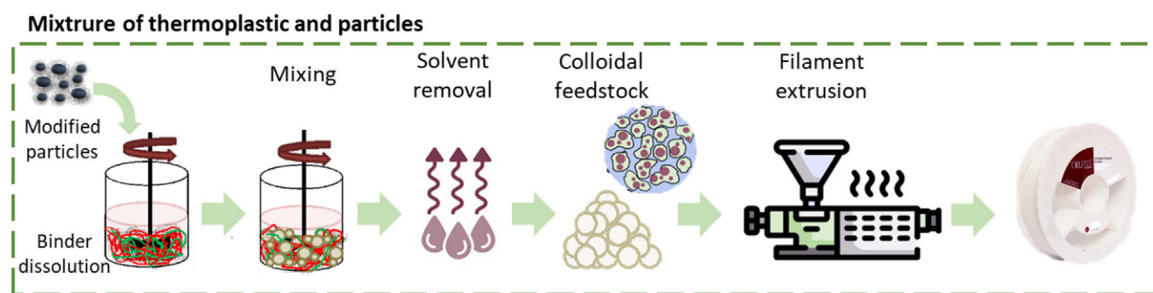 Mixtrure of thermoplastic and particles
Modified
particles
Binder
dissolution
Mixing
Solvent
removal
Colloidal
feedstock
Filament
extrusion